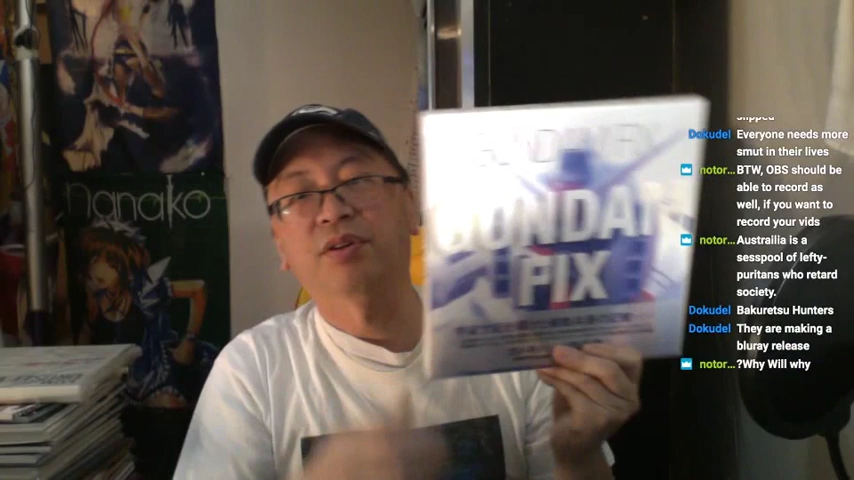 nanako
GUNDAM FIX
GUNDAM
FIX
slipped
Dokudel Everyone needs more
smut in their lives
notor... BTW, OBS should be
able to record as
well, if you want to
record your vids
notor... Austrailia is a
sesspool of lefty-
puritans who retard
society.
Dokudel Bakuretsu Hunters
Dokudel They are making a
bluray release
notor... ?Why Will why